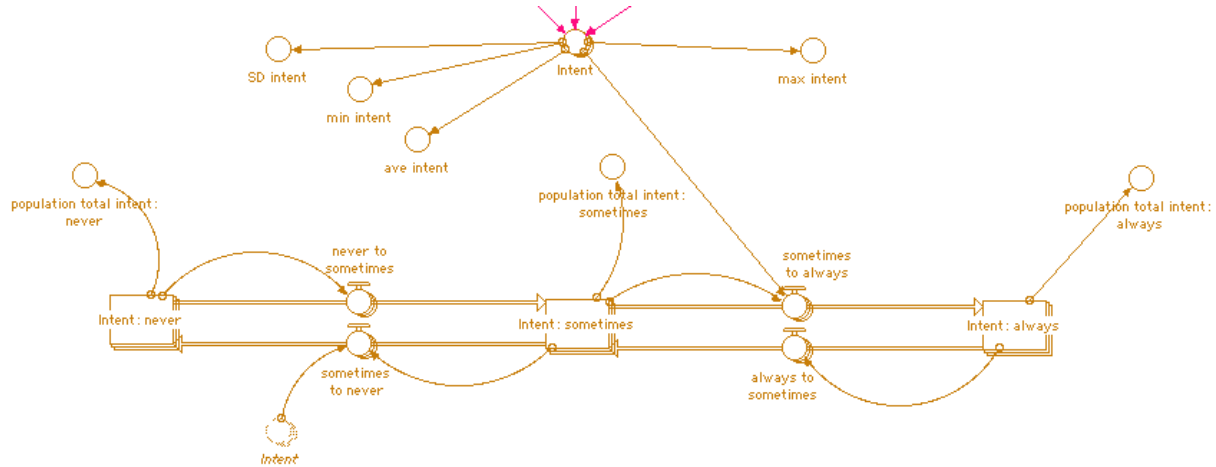 Intent
SD intent
max intent
min intent
ave intent
population total intent:
never
population total intent:
sometimes
population total intent:
always
never to
sometimes
sometimes
to always
Intent: never
Intent: sometimes
Intent: always
sometimes
to never
always to
sometimes
Intent